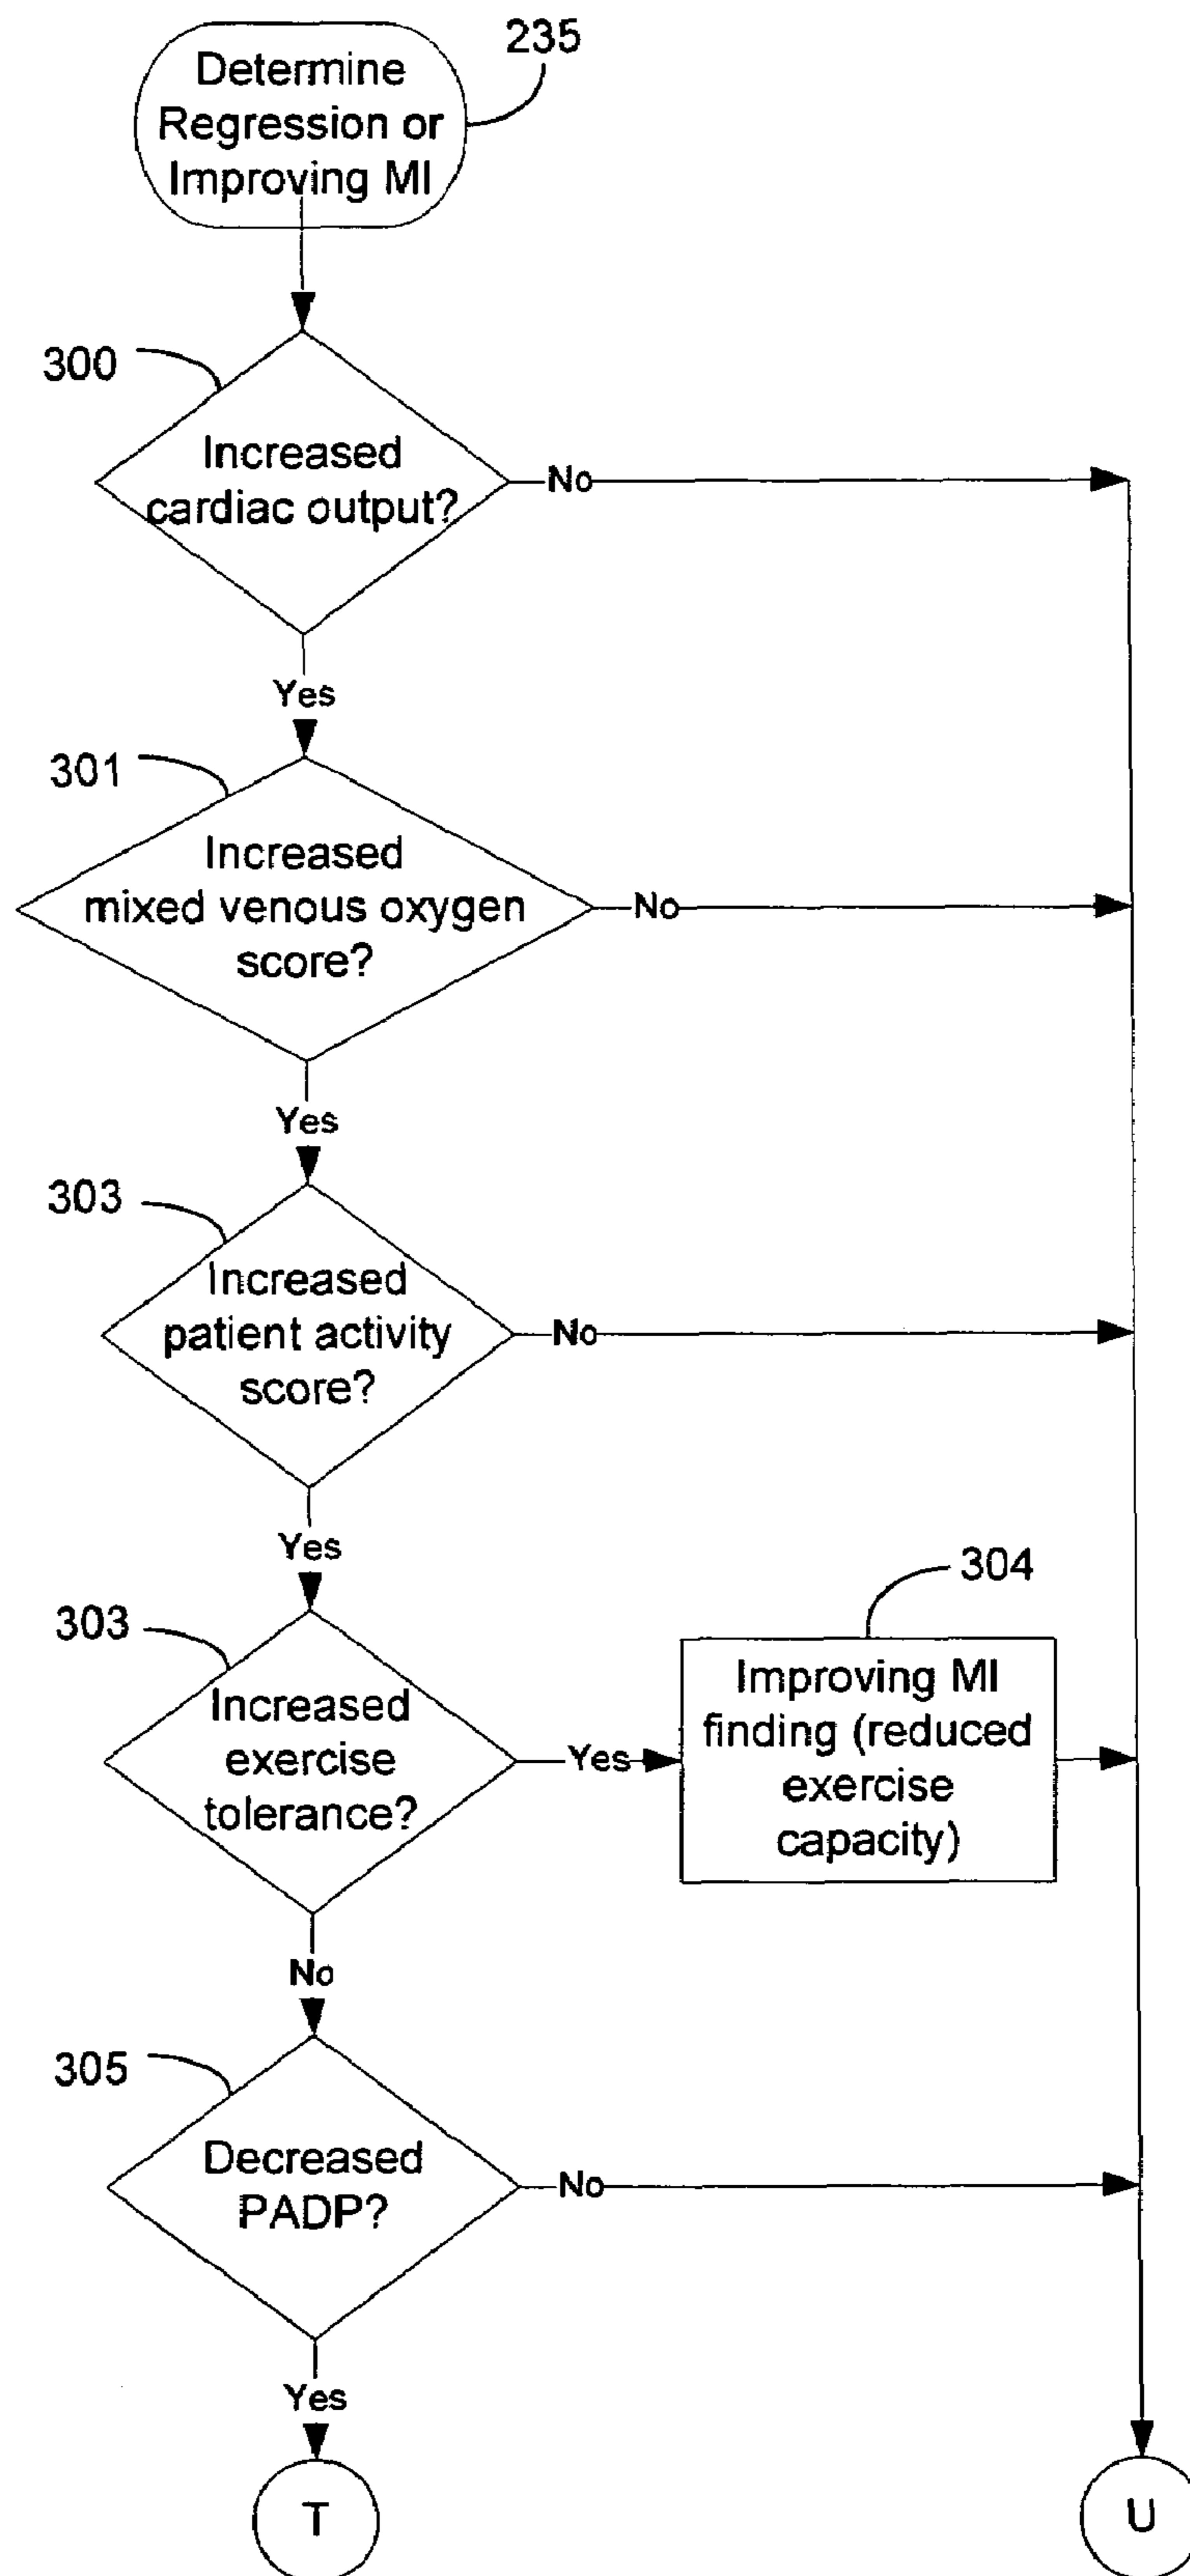 235
Determine
Regression or
Improving MI
300
Increased
cardiac output?
No
Yes
301
Increased
mixed venous oxygen
score?
No
Yes
303
Increased
patient activity
score?
No
Yes
303
Increased
exercise
tolerance?
Yes
304
Improving MI
finding (reduced
exercise
capacity)
No
305
Decreased
PADP?
No
Yes
T
U